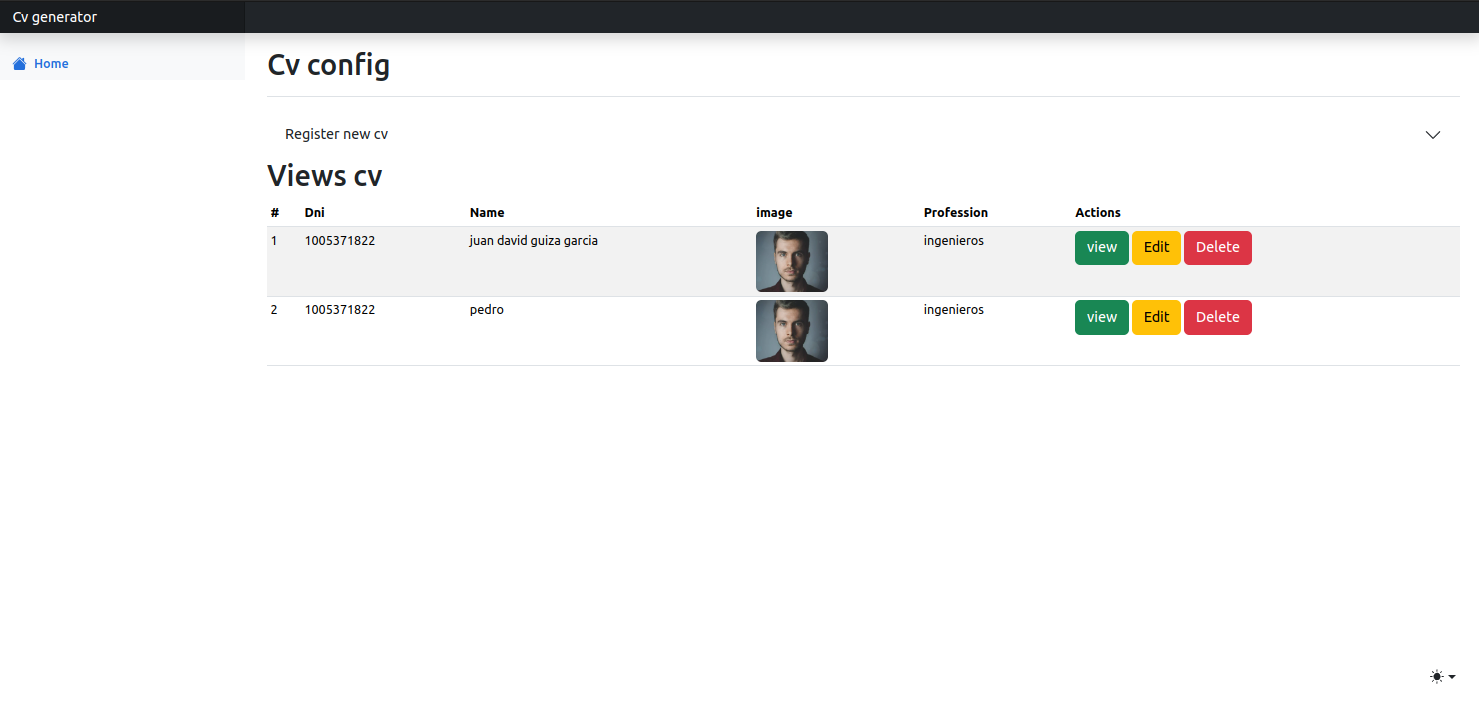 Cv generator
Home
Cv config
Register new cv
Views cv
# Dni Name image Profession Actions
1 1005371822 juan david guiza garcia ingenieros view Edit Delete
2 1005371822 pedro ingenieros view Edit Delete